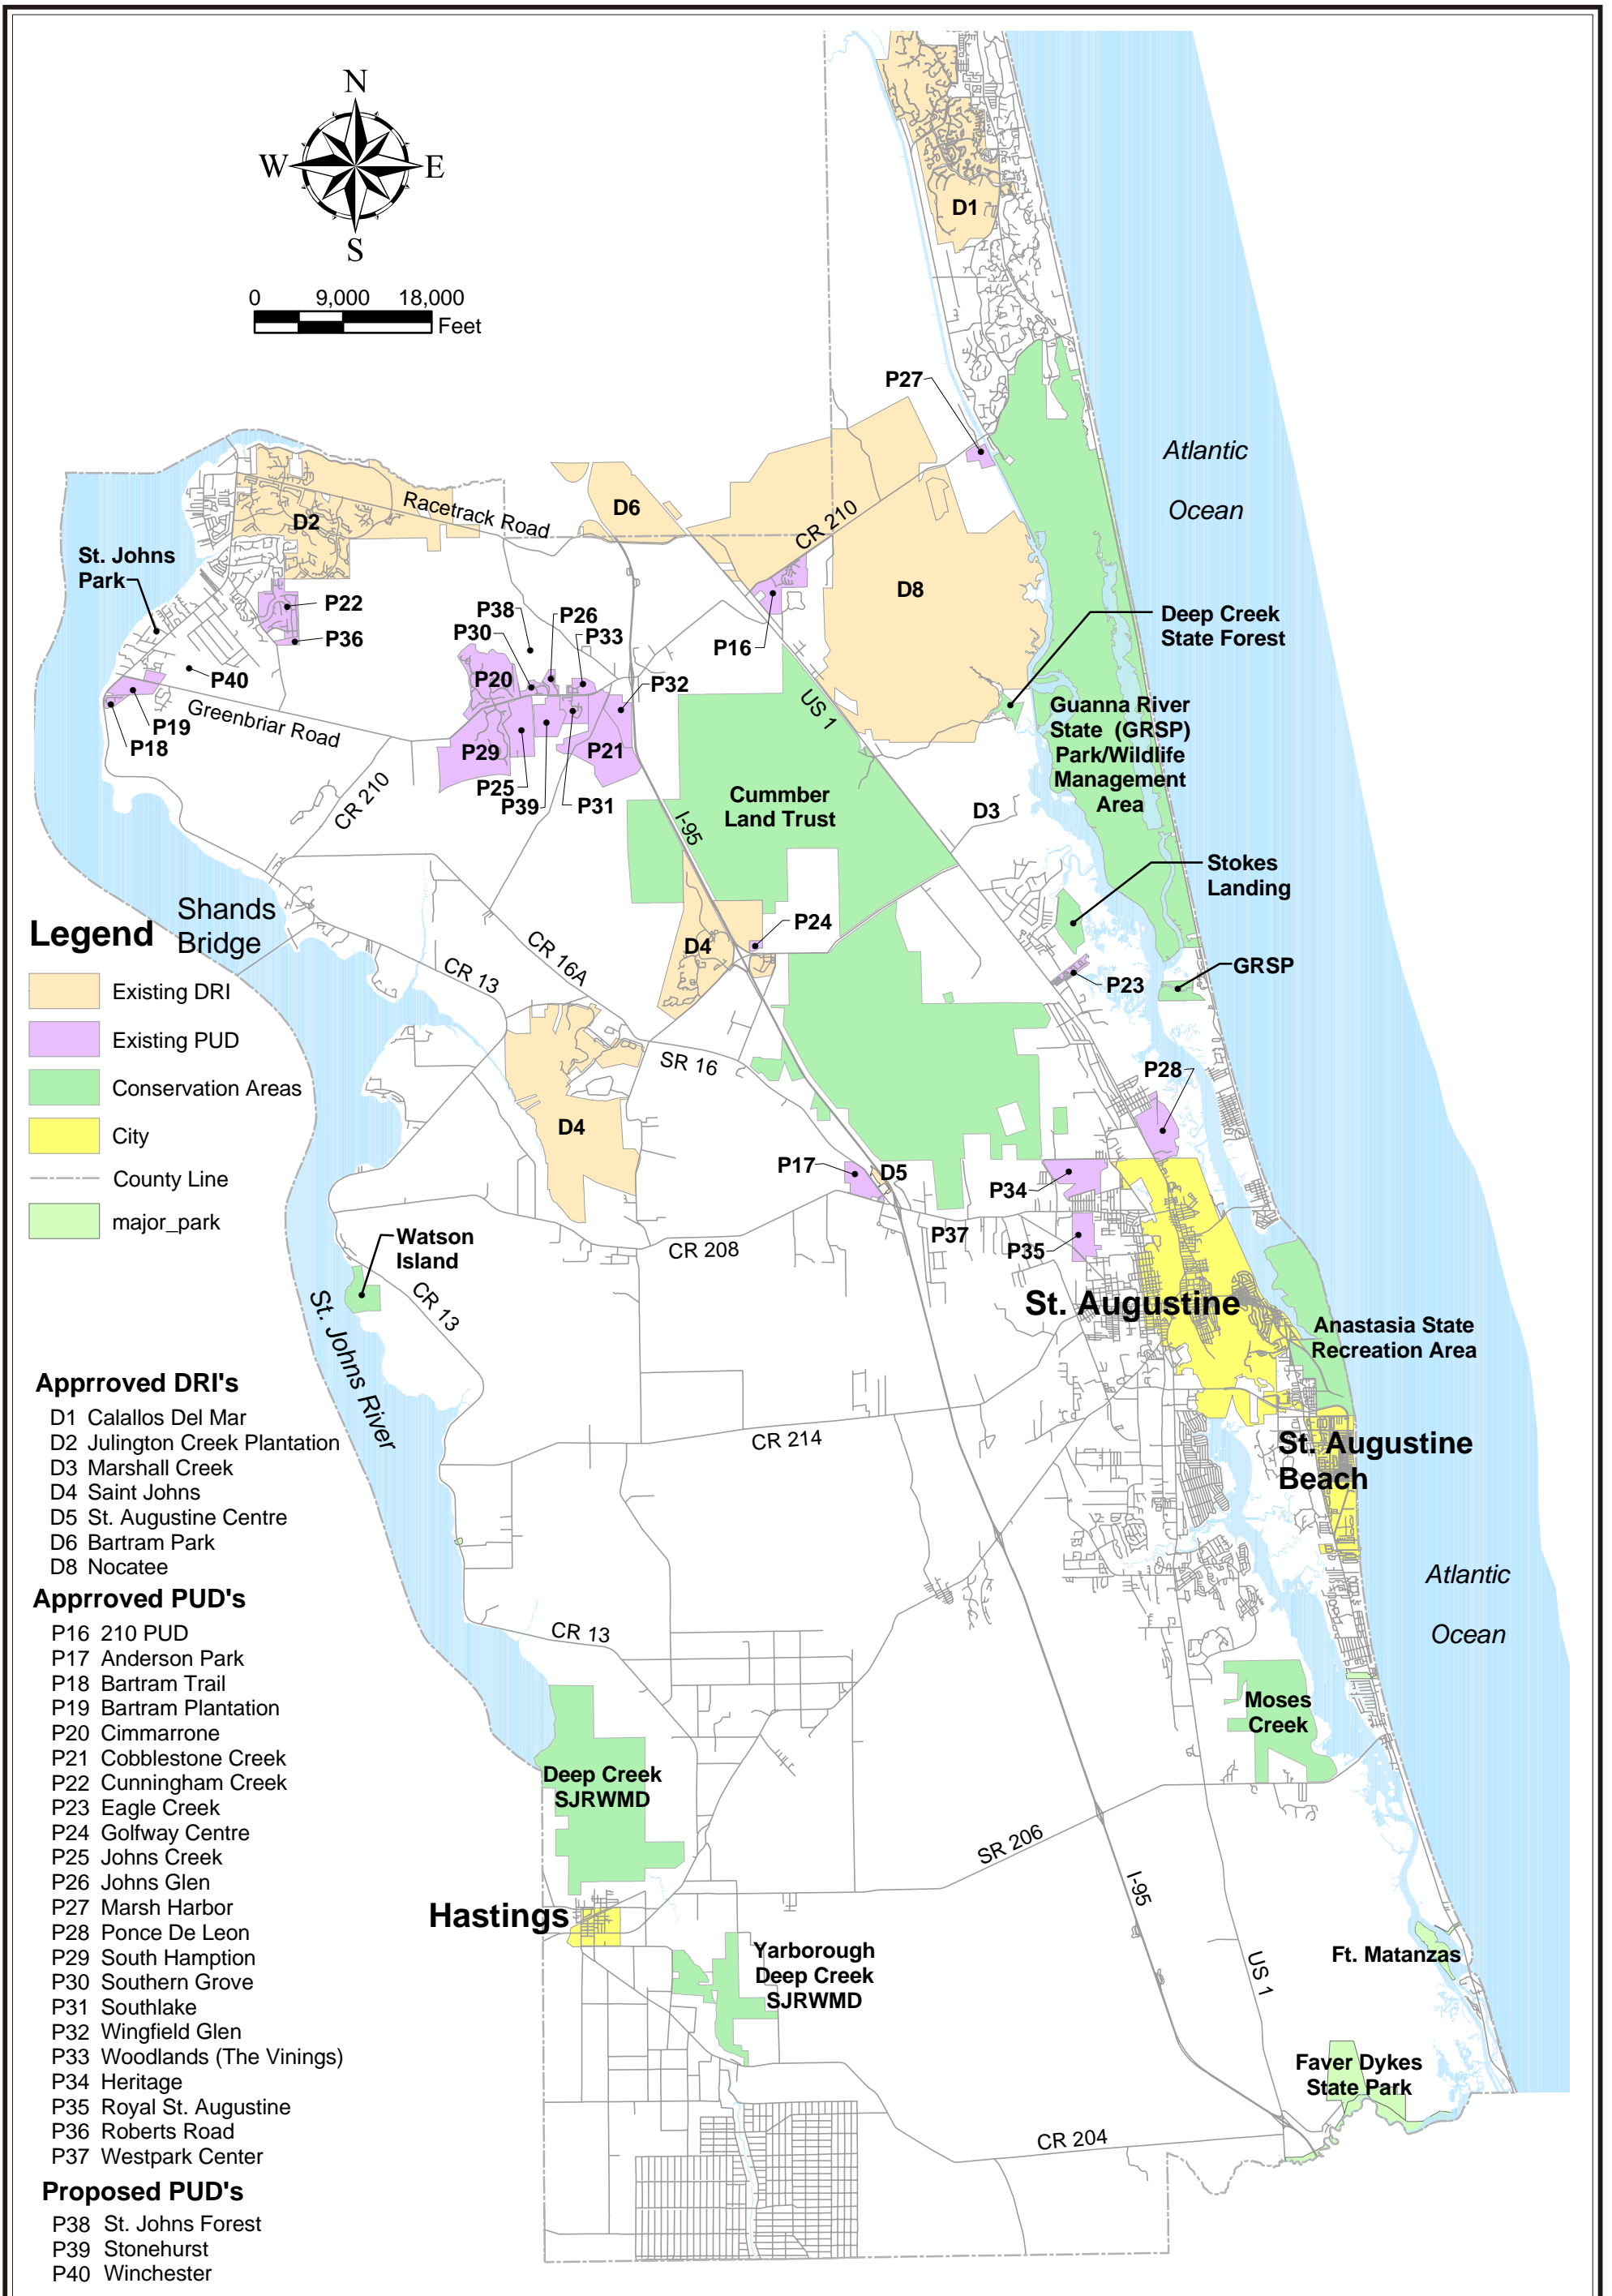 N
W E
S
0 9,000 18,000
Feet
D1
P27
Atlantic
Ocean
Racetrack Road
D2
D6
CR 210
D8
St. Johns
Park
P22
P36
P40
P19
P18
Greenbriar Road
CR 210
P38
P30
P26
P33
P20
P32
P29
P21
P25
P39
P31
P16
US 1
Deep Creek
State Forest
Guanna River
State (GRSP)
Park/Wildlife
Management
Area
Cummber
Land Trust
I-95
D3
Stokes
Landing
P24
D4
P23
GRSP
Shands
Bridge
CR 13
CR 16A
SR 16
D4
P28
P17
D5
P34
P37
P35
CR 208
Watson
Island
CR 13
St. Johns River
St. Augustine
Anastasia State
Recreation Area
St. Augustine
Beach
CR 214
Atlantic
Ocean
CR 13
Moses
Creek
Deep Creek
SJRWMD
SR 206
I-95
US 1
Hastings
Yarborough
Deep Creek
SJRWMD
Ft. Matanzas
Faver Dykes
State Park
CR 204
Legend
Existing DRI
Existing PUD
Conservation Areas
City
County Line
major_park
Apprroved DRI's
D1 Calallos Del Mar
D2 Julington Creek Plantation
D3 Marshall Creek
D4 Saint Johns
D5 St. Augustine Centre
D6 Bartram Park
D8 Nocatee
Apprroved PUD's
P16 210 PUD
P17 Anderson Park
P18 Bartram Trail
P19 Bartram Plantation
P20 Cimmarrone
P21 Cobblestone Creek
P22 Cunningham Creek
P23 Eagle Creek
P24 Golfway Centre
P25 Johns Creek
P26 Johns Glen
P27 Marsh Harbor
P28 Ponce De Leon
P29 South Hamption
P30 Southern Grove
P31 Southlake
P32 Wingfield Glen
P33 Woodlands (The Vinings)
P34 Heritage
P35 Royal St. Augustine
P36 Roberts Road
P37 Westpark Center
Proposed PUD's
P38 St. Johns Forest
P39 Stonehurst
P40 Winchester